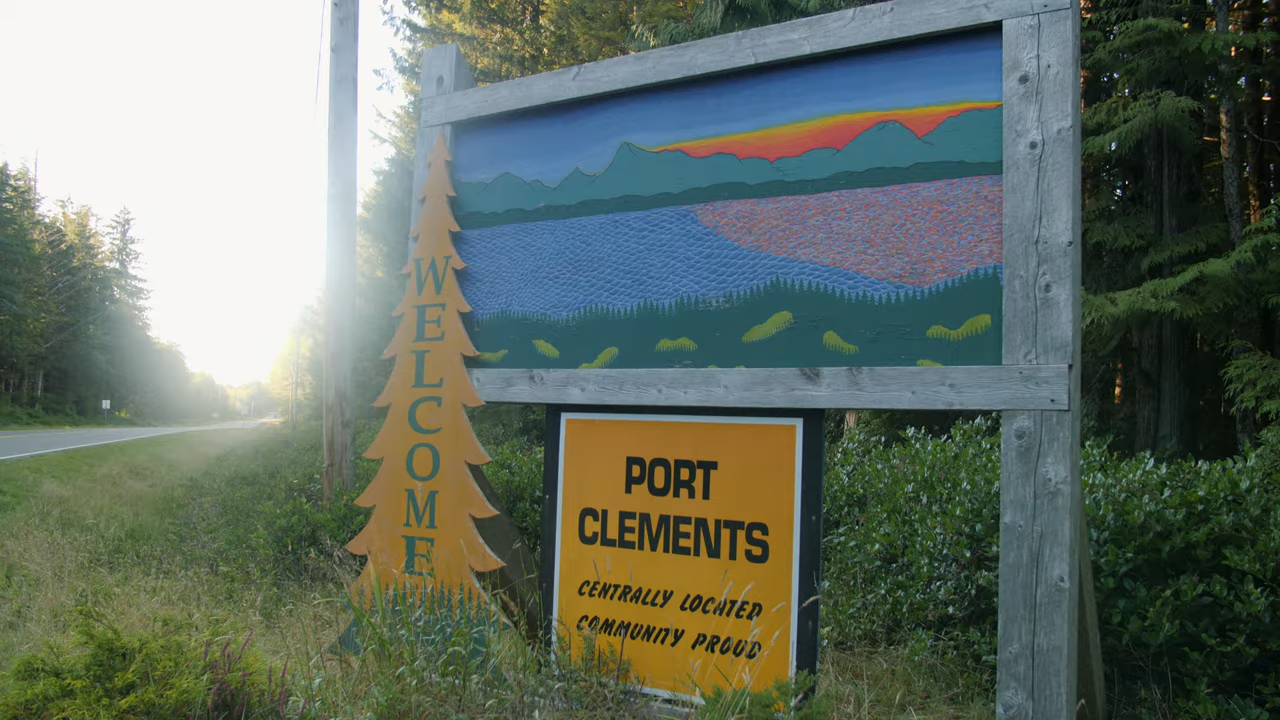 WELCOME
PORT
CLEMENTS
CENTRALLY LOCATED
COMMUNITY PROUD